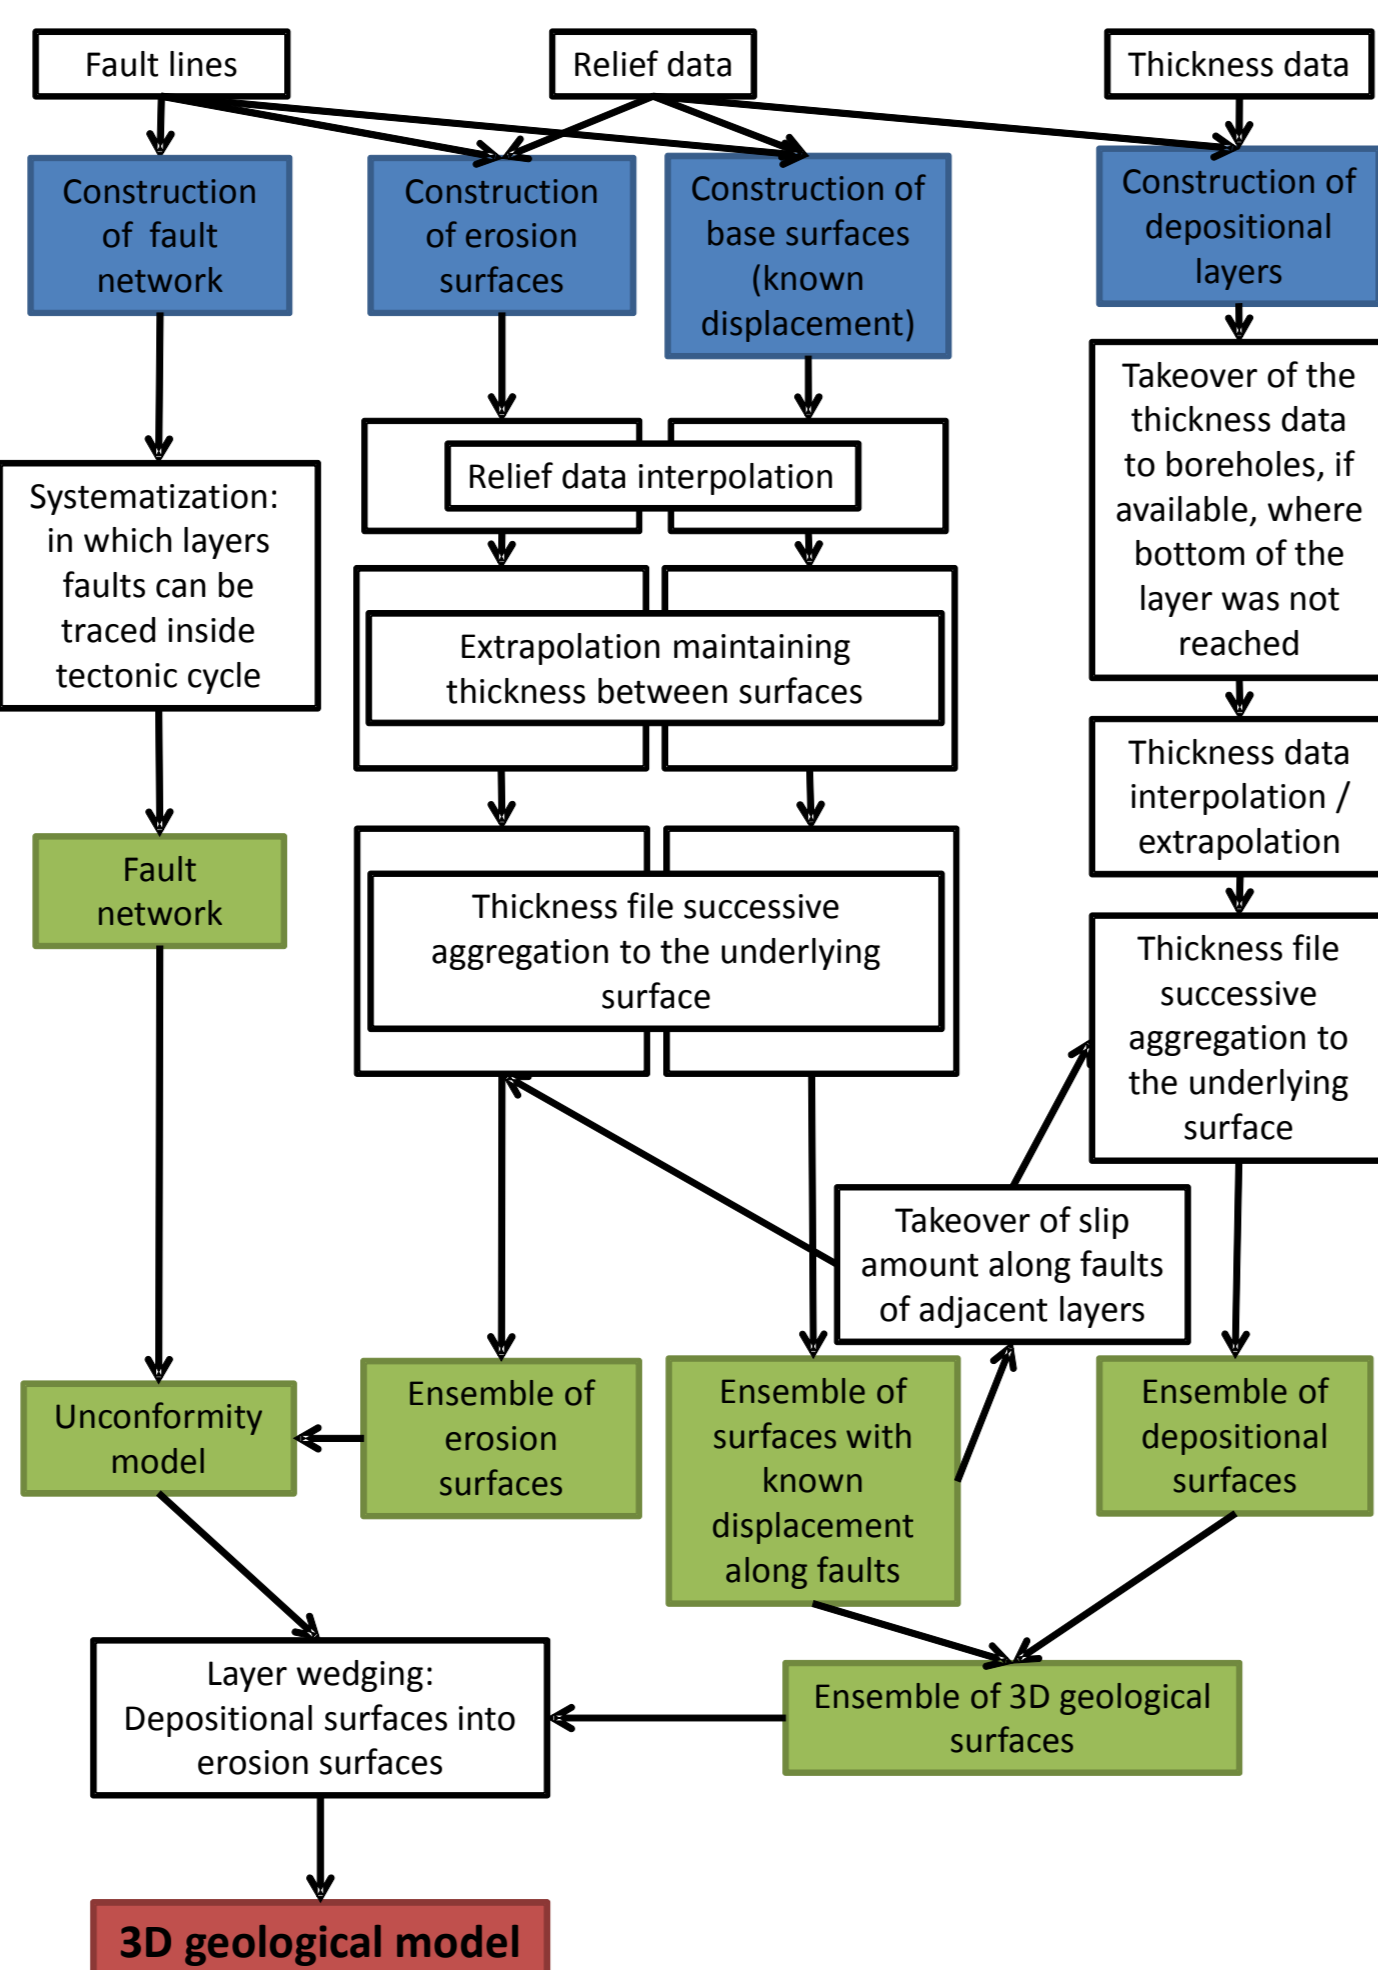 Fault lines
Relief data
Thickness data
Construction
of fault
network
Construction
of erosion
surfaces
Construction of
base surfaces
(known
displacement)
Construction of
depositional
layers
Systematization:
in which layers
faults can be
traced inside
tectonic cycle
Relief data interpolation
Extrapolation maintaining
thickness between surfaces
Takeover of the
thickness data
to boreholes, if
available, where
bottom of the
layer was not
reached
Thickness data
interpolation /
extrapolation
Fault
network
Thickness file successive
aggregation to the underlying
surface
Thickness file
successive
aggregation to
the underlying
surface
Takeover of slip
amount along faults
of adjacent layers
Unconformity
model
Ensemble of
erosion
surfaces
Ensemble of
surfaces with
known
displacement
along faults
Ensemble of
depositional
surfaces
Layer wedging:
Depositional surfaces into
erosion surfaces
Ensemble of 3D geological
surfaces
3D geological model